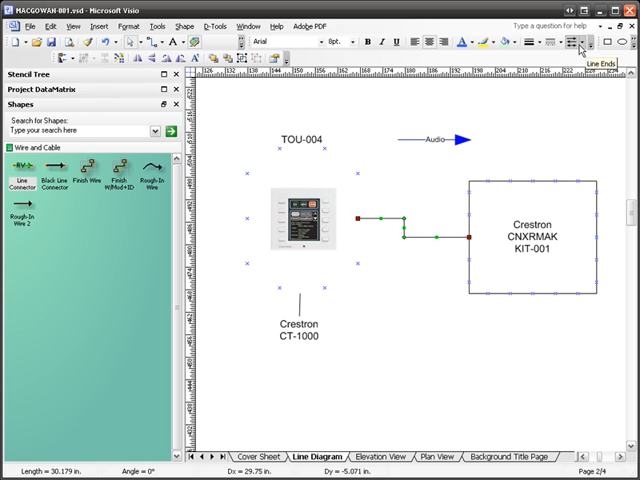 MACGOWAN-001.vsd - Microsoft Visio
File Edit View Insert Format Tools Shape D-Tools Window Help Adobe PDF
Type a question for help
Arial
8pt.
B I U
Line Ends
Stencil Tree
Project DataMatrix
Shapes
Search for Shapes:
Type your search here
Wire and Cable
Line Connector
Black Line Connector
Finish Wire
Finish W/Mod+ID
Rough-In Wire
Rough-In Wire 2
TOU-004
Audio
Crestron
CNXRMAK
KIT-001
Crestron
CT-1000
Cover Sheet Line Diagram Elevation View Plan View Background Title Page
Length = 30.179 in. Angle = 0° Dx = 29.75 in. Dy = -5.071 in. Page 2/4